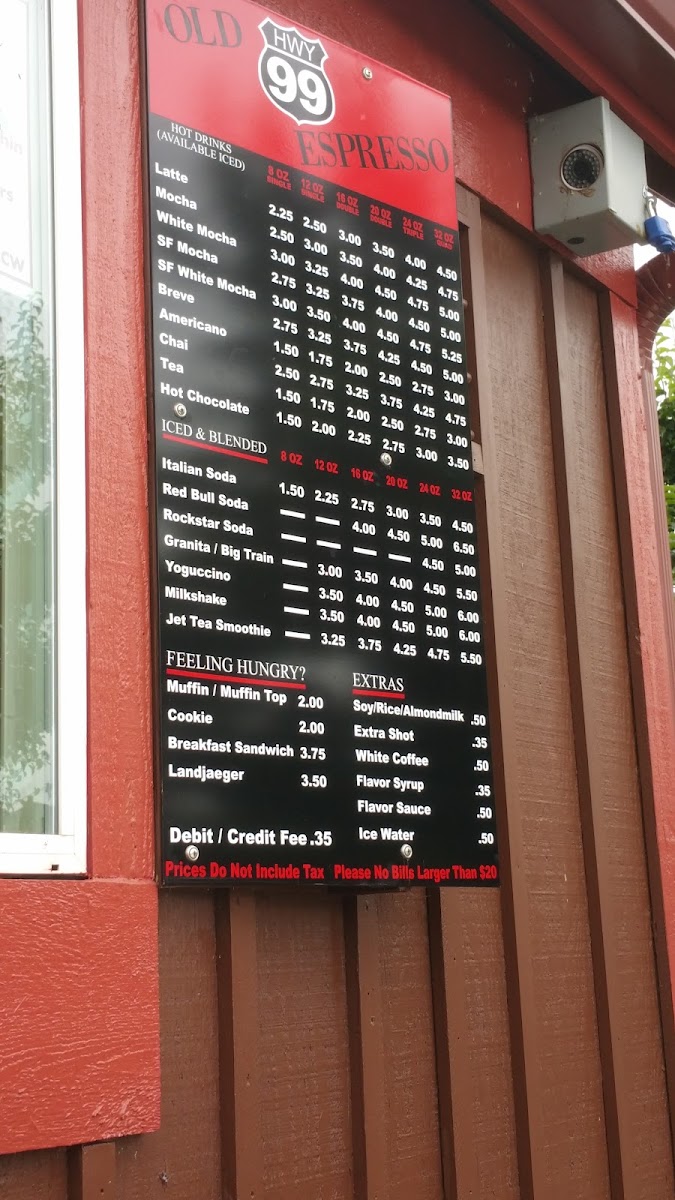 OLD
HWY
99
ESPRESSO
HOT DRINKS
(AVAILABLE ICED)
8 OZ 12 OZ 16 OZ 20 OZ 24 OZ 32 OZ
SINGLE SINGLE DOUBLE DOUBLE TRIPLE QUAD
Latte 2.25 2.50 3.00 3.50 4.00 4.50
Mocha 2.50 3.00 3.50 4.00 4.25 4.75
White Mocha 3.00 3.25 4.00 4.50 4.75 5.00
SF Mocha 2.75 3.25 3.75 4.00 4.50 5.00
SF White Mocha 3.00 3.50 4.00 4.50 4.75 5.25
Breve 2.75 3.25 3.75 4.25 4.50 5.00
Americano 1.50 1.75 2.00 2.50 2.75 3.00
Chai 2.50 2.75 3.25 3.75 4.25 4.75
Tea 1.50 1.75 2.00 2.50 2.75 3.00
Hot Chocolate 1.50 2.00 2.25 2.75 3.00 3.50
ICED & BLENDED 8 OZ 12 OZ 16 OZ 20 OZ 24 OZ 32 OZ
Italian Soda 1.50 2.25 2.75 3.00 3.50 4.50
Red Bull Soda — — 4.00 4.50 5.00 6.50
Rockstar Soda — — — — 4.50 5.00
Granita / Big Train — 3.00 3.50 4.00 4.50 5.50
Yoguccino — 3.50 4.00 4.50 5.00 6.00
Milkshake — 3.50 4.00 4.50 5.00 6.00
Jet Tea Smoothie — 3.25 3.75 4.25 4.75 5.50
FEELING HUNGRY?
Muffin / Muffin Top 2.00
Cookie 2.00
Breakfast Sandwich 3.75
Landjaeger 3.50
EXTRAS
Soy/Rice/Almondmilk .50
Extra Shot .35
White Coffee .50
Flavor Syrup .35
Flavor Sauce .50
Ice Water .50
Debit / Credit Fee .35
Prices Do Not Include Tax Please No Bills Larger Than $20
CW